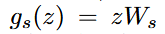 g_s(z) = zW_s